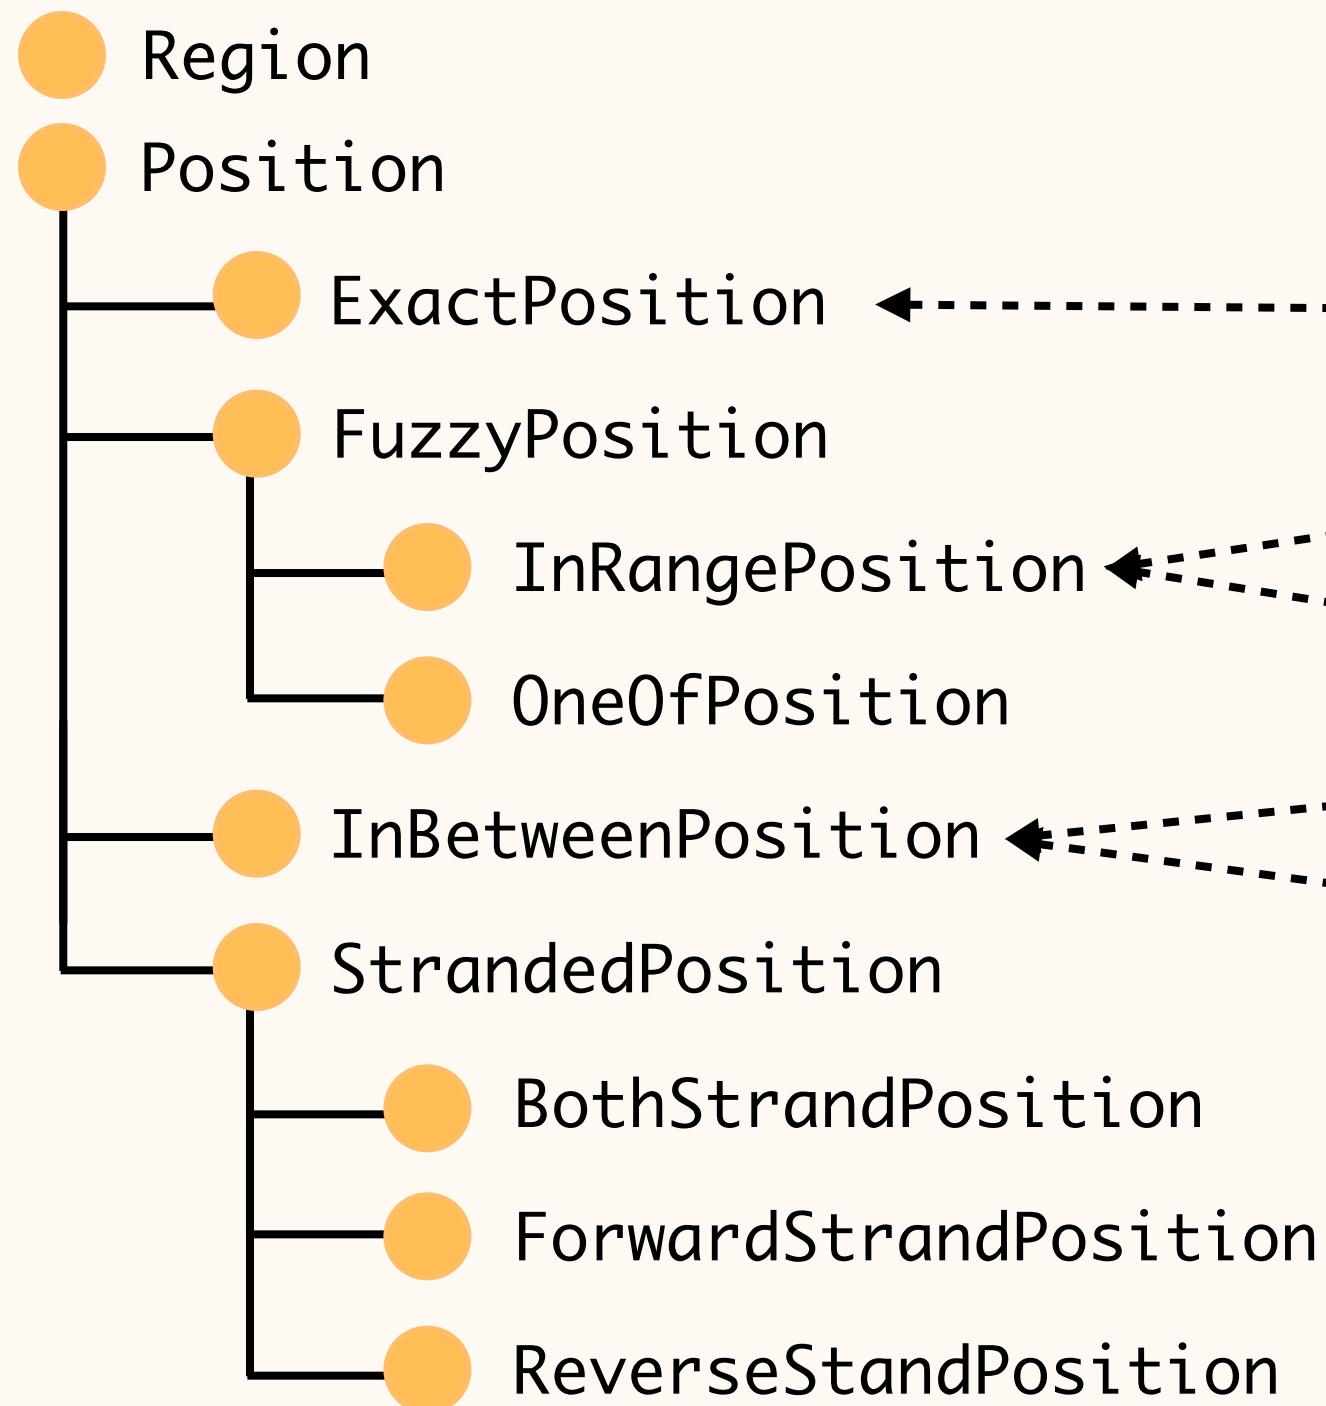 Region
Position
ExactPosition
FuzzyPosition
InRangePosition
OneOfPosition
InBetweenPosition
StrandedPosition
BothStrandPosition
ForwardStrandPosition
ReverseStandPosition